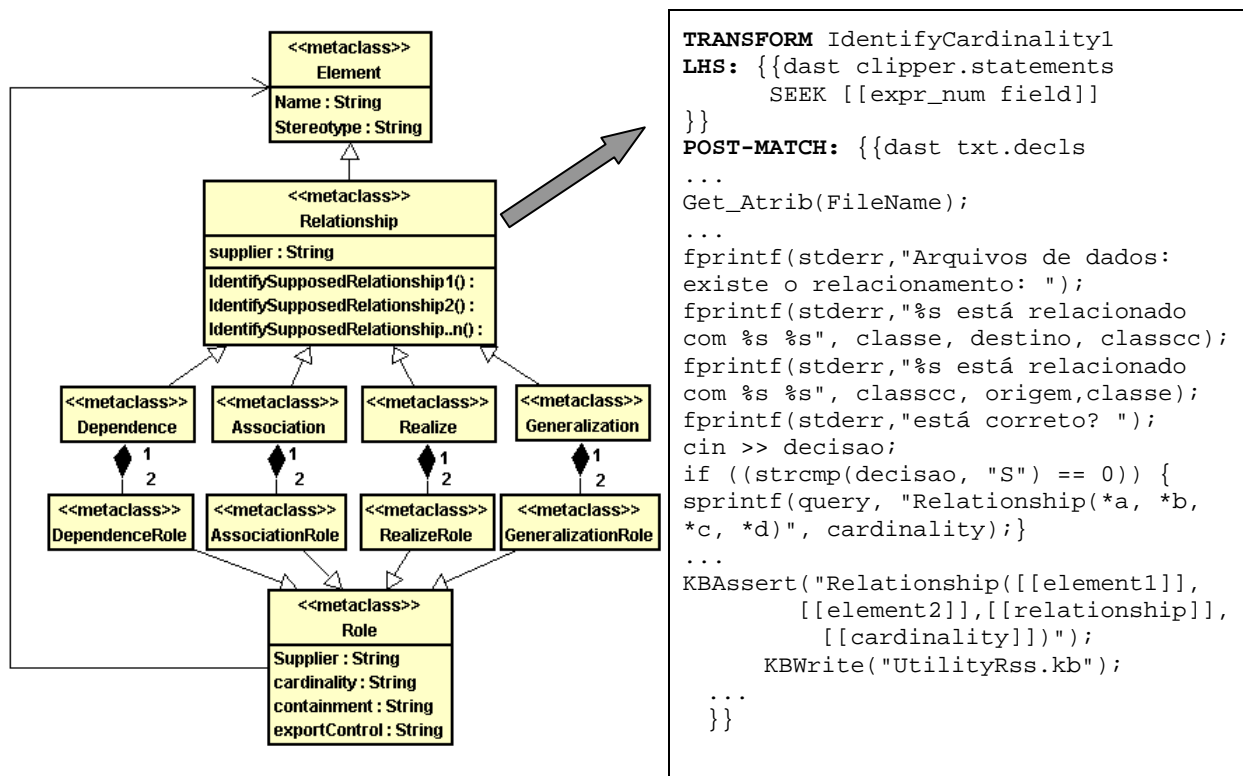 <<metaclass>>
Element
Name : String
Stereotype : String
<<metaclass>>
Relationship
supplier : String
IdentifySupposedRelationship1() :
IdentifySupposedRelationship2() :
IdentifySupposedRelationship..n() :
<<metaclass>>
Dependence
<<metaclass>>
Association
<<metaclass>>
Realize
<<metaclass>>
Generalization
1
2
1
2
1
2
1
2
<<metaclass>>
DependenceRole
<<metaclass>>
AssociationRole
<<metaclass>>
RealizeRole
<<metaclass>>
GeneralizationRole
<<metaclass>>
Role
Supplier : String
cardinality : String
containment : String
exportControl : String
TRANSFORM IdentifyCardinality1
LHS: {{dast clipper.statements
SEEK [[expr_num field]]
}}
POST-MATCH: {{dast txt.decls
...
Get_Atrib(FileName);
...
fprintf(stderr,"Arquivos de dados:
existe o relacionamento: ");
fprintf(stderr,"%s está relacionado
com %s %s", classe, destino, classcc);
fprintf(stderr,"%s está relacionado
com %s %s", classcc, origem,classe);
fprintf(stderr,"está correto? ");
cin >> decisao;
if ((strcmp(decisao, "S") == 0)) {
sprintf(query, "Relationship(*a, *b,
*c, *d)", cardinality);}
...
KBAssert("Relationship([[element1]],
[[element2]],[[relationship]],
[[cardinality]])");
KBWrite("UtilityRss.kb");
...
}}